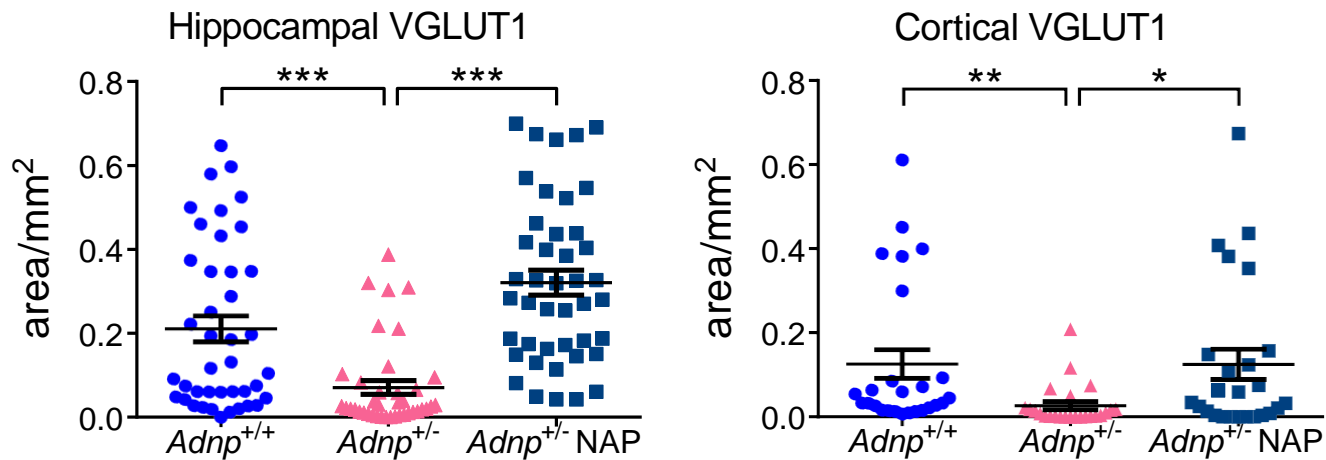 Hippocampal VGLUT1
*** ***
0.8
0.6
0.4
0.2
0.0
area/mm²
Adnp+/+ Adnp+/- Adnp+/- NAP
Cortical VGLUT1
** *
0.8
0.6
0.4
0.2
0.0
area/mm²
Adnp+/+ Adnp+/- Adnp+/- NAP